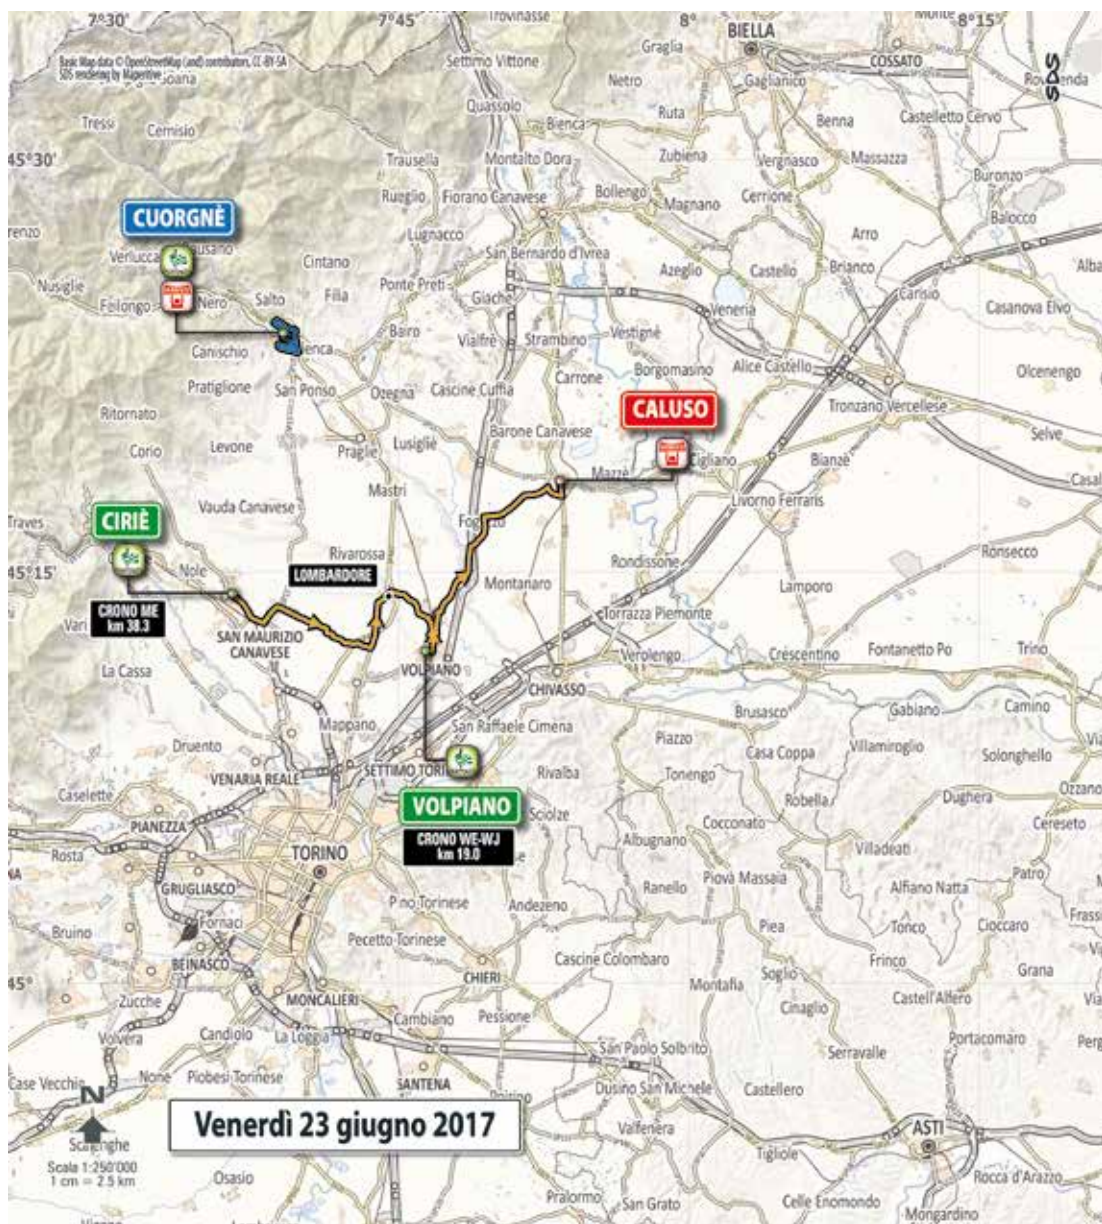 7°30'
7°45'
8°
8°15'
Trovinasse
Monte
BIELLA
Graglia
COSSATO
SDS
Basic Map data © OpenStreetMap (and) contributors, CC-BY-SA
SDS rendering by Maperitive
Settimo Vittone
Netro
Gaglianico
Quassolo
Ruta
Benna
Castelletto Cervo
Tressi
Cernisio
Bienca
45°30'
Trausella
Montalto Dora
Zubiena
Vergnasco
Massazza
Buronzo
Rueglio
Fiorano Canavese
Bollengo
Magnano
Cerrione
CUORGNÈ
Balocco
Lugnacco
Arro
San Bernardo d'Ivrea
Cintano
Azeglio
Castello
Brianco
Alba
Nusiglie
Ponte Preti
Filia
Salto
Nero
Feilongo
Giache
Veneria
Carisio
Casanova Elvo
Bairo
Vialfrè
Strambino
Vestignè
Canischio
enca
Borgomasino
Alice Castello
Olcenengo
Pratiglione
San Ponso
Ozegna
Cascine Cuffia
Carrone
CALUSO
Tronzano Vercellese
Ritornato
Barone Canavese
Selve
Levone
Lusigliè
Corio
Praglie
Cigliano
Bianzè
Mazzè
Casal
Mastri
Livorno Ferraris
Vauda Canavese
CIRIÈ
Traves
Rivarossa
Rondissone
Ronsecco
45°15'
Nole
LOMBARDORE
Montanaro
Lamporo
CRONO ME
km 38.3
Torrazza Piemonte
SAN MAURIZIO
CANAVESE
Vari
La Cassa
VOLPIANO
Verolengo
Crescentino
Fontanetto Po
Trino
CHIVASSO
Brusasco
Gabiano
Camino
Mappano
San Raffaele Cimena
Piazzo
Casa Coppa
Villamiroglio
Solonghello
Druento
VENARIA REALE
SETTIMO TORI
Rivalba
Tonengo
Robella
Dughera
Ozzano
Caselette
VOLPIANO
Sciolze
Cereseto
PIANEZZA
CRONO WE-WJ
km 19.0
Albugnano
Cocconato
Villadeati
Rosta
TORINO
Patro
GRUGLIASCO
Ranello
Piovà Massaia
Alfiano Natta
Pino Torinese
Andezeno
Fornaci
Bruino
Piea
Tonco
Cioccaro
Frass
Pecetto Torinese
BEINASCO
Cascine Colombaro
Frinco
CHIERI
Soglio
Grana
45°
MONCALIERI
Montafia
Zucche
Cinaglio
Castell'Alfero
Via
Cambiano
Pessione
Volvera
Candiolo
La Loggia
Portacomaro
San Paolo Solbrito
Serravalle
Case Vecchie
None
Piobesi Torinese
SANTENA
Dusino San Michele
Castellero
N
Venerdì 23 giugno 2017
Valfenera
ASTI
Tigliole
Scala 1:250'000
1 cm = 2.5 km
Osasio
Rocca d'Arazzo
Pralormo
San Grato
Celle Enomondo
Mongardino